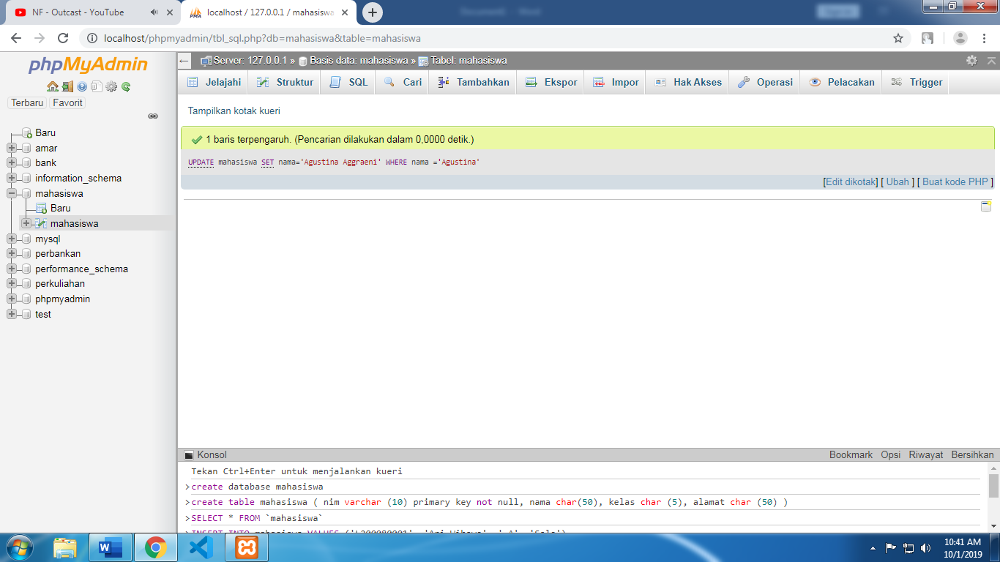 NF - Outcast - YouTube
localhost / 127.0.0.1 / mahasiswa
localhost/phpmyadmin/tbl_sql.php?db=mahasiswa&table=mahasiswa
phpMyAdmin
Terbaru Favorit
Baru
amar
bank
information_schema
mahasiswa
Baru
mahasiswa
mysql
perbankan
performance_schema
perkuliahan
phpmyadmin
test
Server: 127.0.0.1 » Basis data: mahasiswa » Tabel: mahasiswa
Jelajahi Struktur SQL Cari Tambahkan Ekspor Impor Hak Akses Operasi Pelacakan Trigger
Tampilkan kotak kueri
1 baris terpengaruh. (Pencarian dilakukan dalam 0,0000 detik.)
UPDATE mahasiswa SET nama='Agustina Aggraeni' WHERE nama ='Agustina'
[Edit dikotak] [ Ubah ] [ Buat kode PHP ]
Konsol Bookmark Opsi Riwayat Bersihkan
Tekan Ctrl+Enter untuk menjalankan kueri
>create database mahasiswa
>create table mahasiswa ( nim varchar (10) primary key not null, nama char(50), kelas char (5), alamat char (50) )
>SELECT * FROM `mahasiswa`
>INSERT INTO mahasiswa VALUES
10:41 AM
10/1/2019